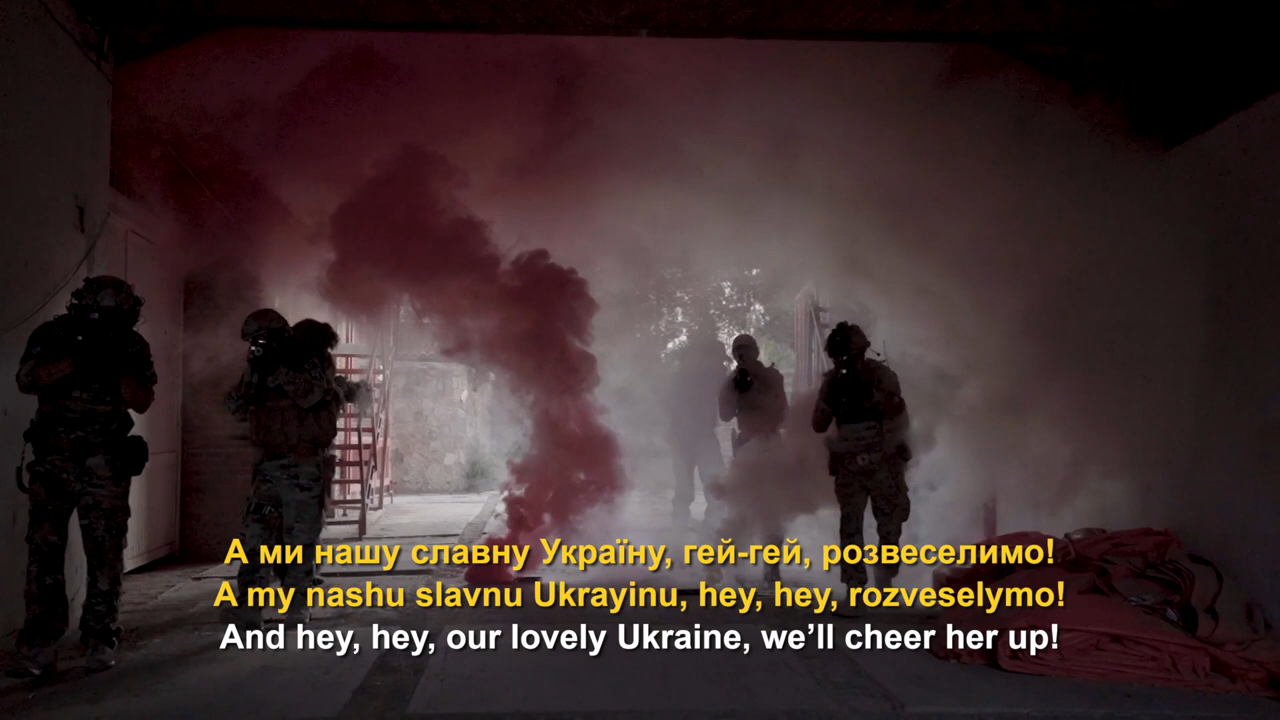 А ми нашу славну Україну, гей-гей, розвеселимо!
A my nashu slavnu Ukrayinu, hey, hey, rozveselymo!
And hey, hey, our lovely Ukraine, we’ll cheer her up!